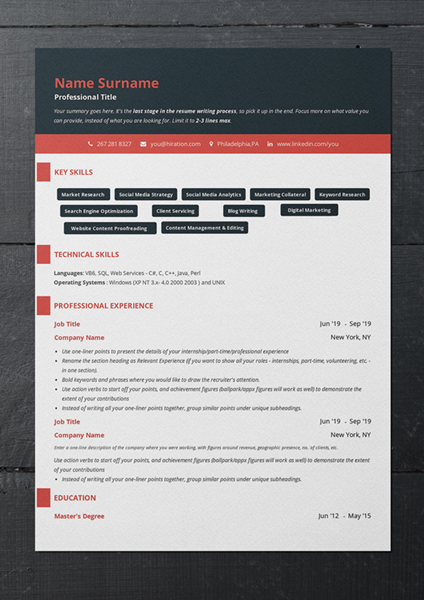 Name Surname
Professional Title
Your summary goes here. It's the last stage in the resume writing process, so pick it up in the end. Focus more on what value you
can provide, instead of what you are looking for. Limit it to 2-3 lines max.
267 281 8327 you@hiration.com Philadelphia,PA www.linkedin.com/you
KEY SKILLS
Market Research Social Media Strategy Social Media Analytics Marketing Collateral Keyword Research
Search Engine Optimization Client Servicing Blog Writing Digital Marketing
Website Content Proofreading Content Management & Editing
TECHNICAL SKILLS
Languages: VB6, SQL, Web Services - C#, C, C++, Java, Perl
Operating Systems : Windows (XP NT 3.x- 4.0 2000 2003 ) and UNIX
PROFESSIONAL EXPERIENCE
Job Title Jun '19 - Sep '19
Company Name New York, NY
• Use one-liner points to present the details of your internship/part-time/professional experience
• Rename the section heading as Relevant Experience (if you want to show all your roles - Internships, part-time, volunteering, etc. -
in one section).
• Bold keywords and phrases where you would like to draw the recruiter's attention.
• Use action verbs to start off your points, and achievement figures (ballpark/apps figures will work as well) to demonstrate the
extent of your contributions
• Instead of writing all your one-liner points together, group similar points under unique subheadings.
Job Title Jun '19 - Sep '19
Company Name New York, NY
Enter a one-line description of the company where you were working, with figures around revenue, geographic presence, no. of clients, etc.
Use action verbs to start off your points, and achievement figures (ballpark/apps figures will work as well) to demonstrate the extent
of your contributions
• Instead of writing all your one-liner points together, group similar points under unique subheadings.
EDUCATION
Master's Degree Jun '12 - May '15